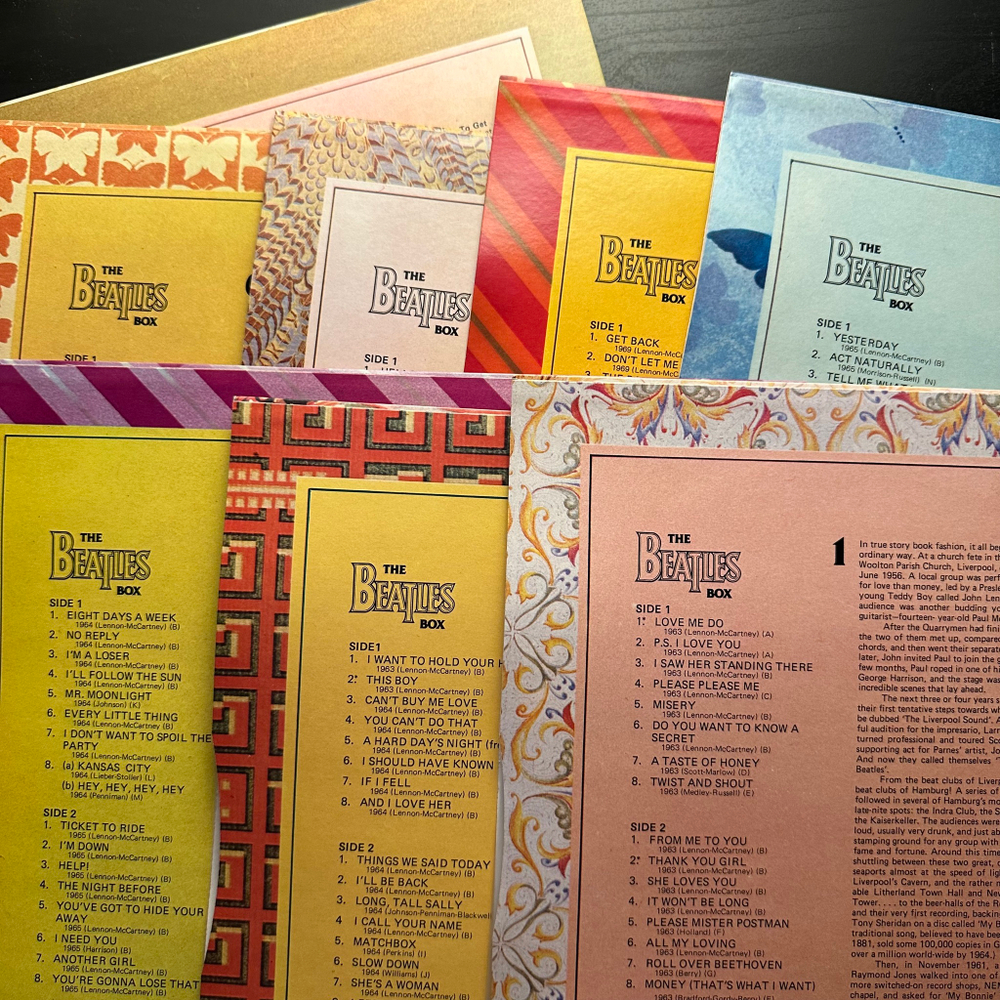 To Get
THE
BEATLES
BOX
SIDE 1
THE
BEATLES
BOX
SIDE 1
THE
BEATLES
BOX
SIDE 1
1. GET BACK
1969 (Lennon-McC
2. DON'T LET ME
1969 (Lennon-McC
3.
THE
BEATLES
BOX
SIDE 1
1. YESTERDAY
1965 (Lennon-McCartney) (B)
2. ACT NATURALLY
1965 (Morrison-Russell) (N)
3. TELL ME
THE
BEATLES
BOX
SIDE 1
1. EIGHT DAYS A WEEK
1964 (Lennon-McCartney) (B)
2. NO REPLY
1964 (Lennon-McCartney) (B)
3. I'M A LOSER
1964 (Lennon-McCartney) (B)
4. I'LL FOLLOW THE SUN
1964 (Lennon-McCartney) (B)
5. MR. MOONLIGHT
1964 (Johnson) (K)
6. EVERY LITTLE THING
1964 (Lennon-McCartney) (B)
7. I DON'T WANT TO SPOIL THE
PARTY
1964 (Lennon-McCartney) (B)
8. (a) KANSAS CITY
1964 (Lieber-Stoller) (L)
(b) HEY, HEY, HEY, HEY
1964 (Penniman) (M)
SIDE 2
1. TICKET TO RIDE
1965 (Lennon-McCartney) (B)
2. I'M DOWN
1965 (Lennon-McCartney) (B)
3. HELP!
1965 (Lennon-McCartney) (B)
4. THE NIGHT BEFORE
1965 (Lennon-McCartney) (B)
5. YOU'VE GOT TO HIDE YOUR
AWAY
1965 (Lennon-McCartney) (B)
6. I NEED YOU
1965 (Harrison) (B)
7. ANOTHER GIRL
1965 (Lennon-McCartney) (B)
8. YOU'RE GONNA LOSE THAT
1965 (Lennon-McCartney) (B)
THE
BEATLES
BOX
SIDE1
1. I WANT TO HOLD YOUR H
1963 (Lennon-McCartney) (B)
2.* THIS BOY
1963 (Lennon-McCartney) (B)
3. CAN'T BUY ME LOVE
1964 (Lennon-McCartney) (B)
4. YOU CAN'T DO THAT
1964 (Lennon-McCartney) (B)
5. A HARD DAY'S NIGHT (fr
1964 (Lennon-McCartney) (B)
6. I SHOULD HAVE KNOWN
1964 (Lennon-McCartney) (B)
7. IF I FELL
1964 (Lennon-McCartney) (B)
8. AND I LOVE HER
1964 (Lennon-McCartney) (B)
SIDE 2
1. THINGS WE SAID TODAY
1964 (Lennon-McCartney) (B)
2. I'LL BE BACK
1964 (Lennon-McCartney) (B)
3. LONG, TALL SALLY
1964 (Johnson-Penniman-Blackwel
4 I CALL YOUR NAME
1964 (Lennon-McCartney) (B)
5. MATCHBOX
1964 (Perkins) (I)
6. SLOW DOWN
1964 (Williams) (J)
7. SHE'S A WOMAN
1964 (Lennon-McCartney) (B)
THE
BEATLES
BOX
SIDE 1
1.* LOVE ME DO
1963 (Lennon-McCartney) (A)
2. P.S. I LOVE YOU
1963 (Lennon-McCartney) (A)
3. I SAW HER STANDING THERE
1963 (Lennon-McCartney) (B)
4. PLEASE PLEASE ME
1963 (Lennon-McCartney) (C)
5. MISERY
1963 (Lennon-McCartney) (B)
6. DO YOU WANT TO KNOW A
SECRET
1963 (Lennon-McCartney) (B)
7. A TASTE OF HONEY
1963 (Scott-Marlow) (D)
8. TWIST AND SHOUT
1963 (Medley-Russell) (E)
SIDE 2
1. FROM ME TO YOU
1963 (Lennon-McCartney) (B)
2.* THANK YOU GIRL
1963 (Lennon-McCartney) (B)
3. SHE LOVES YOU
1963 (Lennon-McCartney) (B)
4. IT WON'T BE LONG
1963 (Lennon-McCartney) (B)
5. PLEASE MISTER POSTMAN
1963 (Holland) (F)
6. ALL MY LOVING
1963 (Lennon-McCartney) (B)
7. ROLL OVER BEETHOVEN
1963 (Berry) (G)
8. MONEY (THAT'S WHAT I WANT)
1963 (Bradford-Gordy-Berry) (E)
1
In true story book fashion, it all be
ordinary way. At a church fete in th
Woolton Parish Church, Liverpool,
June 1956. A local group was perf
for love than money, led by a Presle
young Teddy Boy called John Len
audience was another budding yo
guitarist—fourteen- year-old Paul M
After the Quarrymen had fini
the two of them met up, compare
chords, and then went their separat
later, John invited Paul to join the
few months, Paul roped in one of hi
George Harrison, and the stage was
incredible scenes that lay ahead.
The next three or four years s
their first tentative steps towards wh
be dubbed 'The Liverpool Sound'. A
ful audition for the impresario, Larr
turned professional and toured Sco
supporting act for Parnes' artist, Jo
And now they called themselves 'T
Beatles'.
From the beat clubs of Liverp
beat clubs of Hamburg! A series of
followed in several of Hamburg's mo
late-nite spots: the Indra Club, the S
the Kaiserkeller. The audiences were
loud, usually very drunk, and just ab
stamping ground for any group with
fame and fortune. Around this time
shuttling between these two great,
seaports almost at the speed of lig
Liverpool's Cavern, and the rather m
able Litherland Town Hall and New
Tower. . . . to the beer-halls of the R
and their very first recording, backin
Tony Sheridan on a disc called 'My B
traditional song, believed to have bee
1881, sold some 100,000 copies in G
over a million world-wide by 1964.)
Then, in November 1961, a
Raymond Jones walked into one of
more switched-on record shops, NE
chapel, and asked for 'My Bonnie